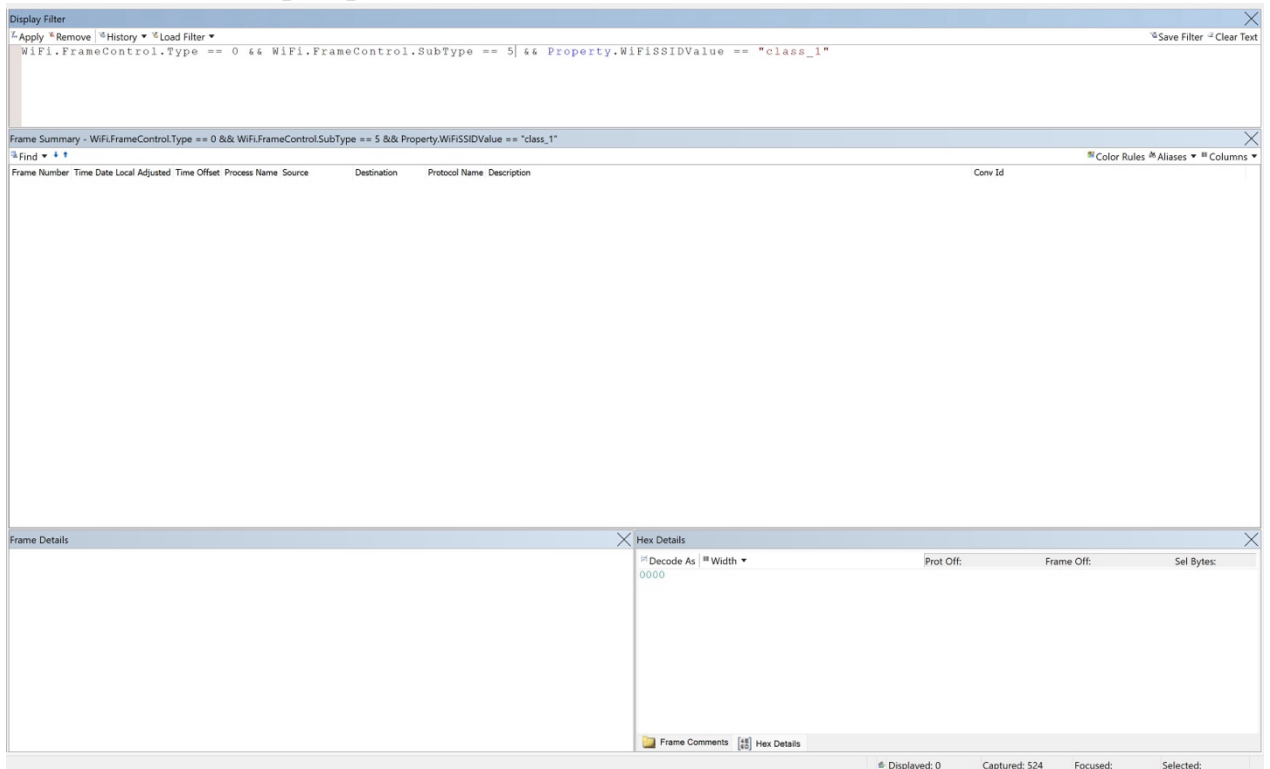 Display Filter
Apply Remove History Load Filter Save Filter Clear Text
WiFi.FrameControl.Type == 0 && WiFi.FrameControl.SubType == 5 && Property.WiFiSSIDValue == "class_1"
Frame Summary - WiFi.FrameControl.Type == 0 && WiFi.FrameControl.SubType == 5 && Property.WiFiSSIDValue == "class_1"
Find Color Rules Aliases Columns
Frame Number Time Date Local Adjusted Time Offset Process Name Source Destination Protocol Name Description Conv Id
Frame Details
Hex Details
Decode As Width Prot Off: Frame Off: Sel Bytes:
0000
Frame Comments Hex Details
Displayed: 0 Captured: 524 Focused: Selected: